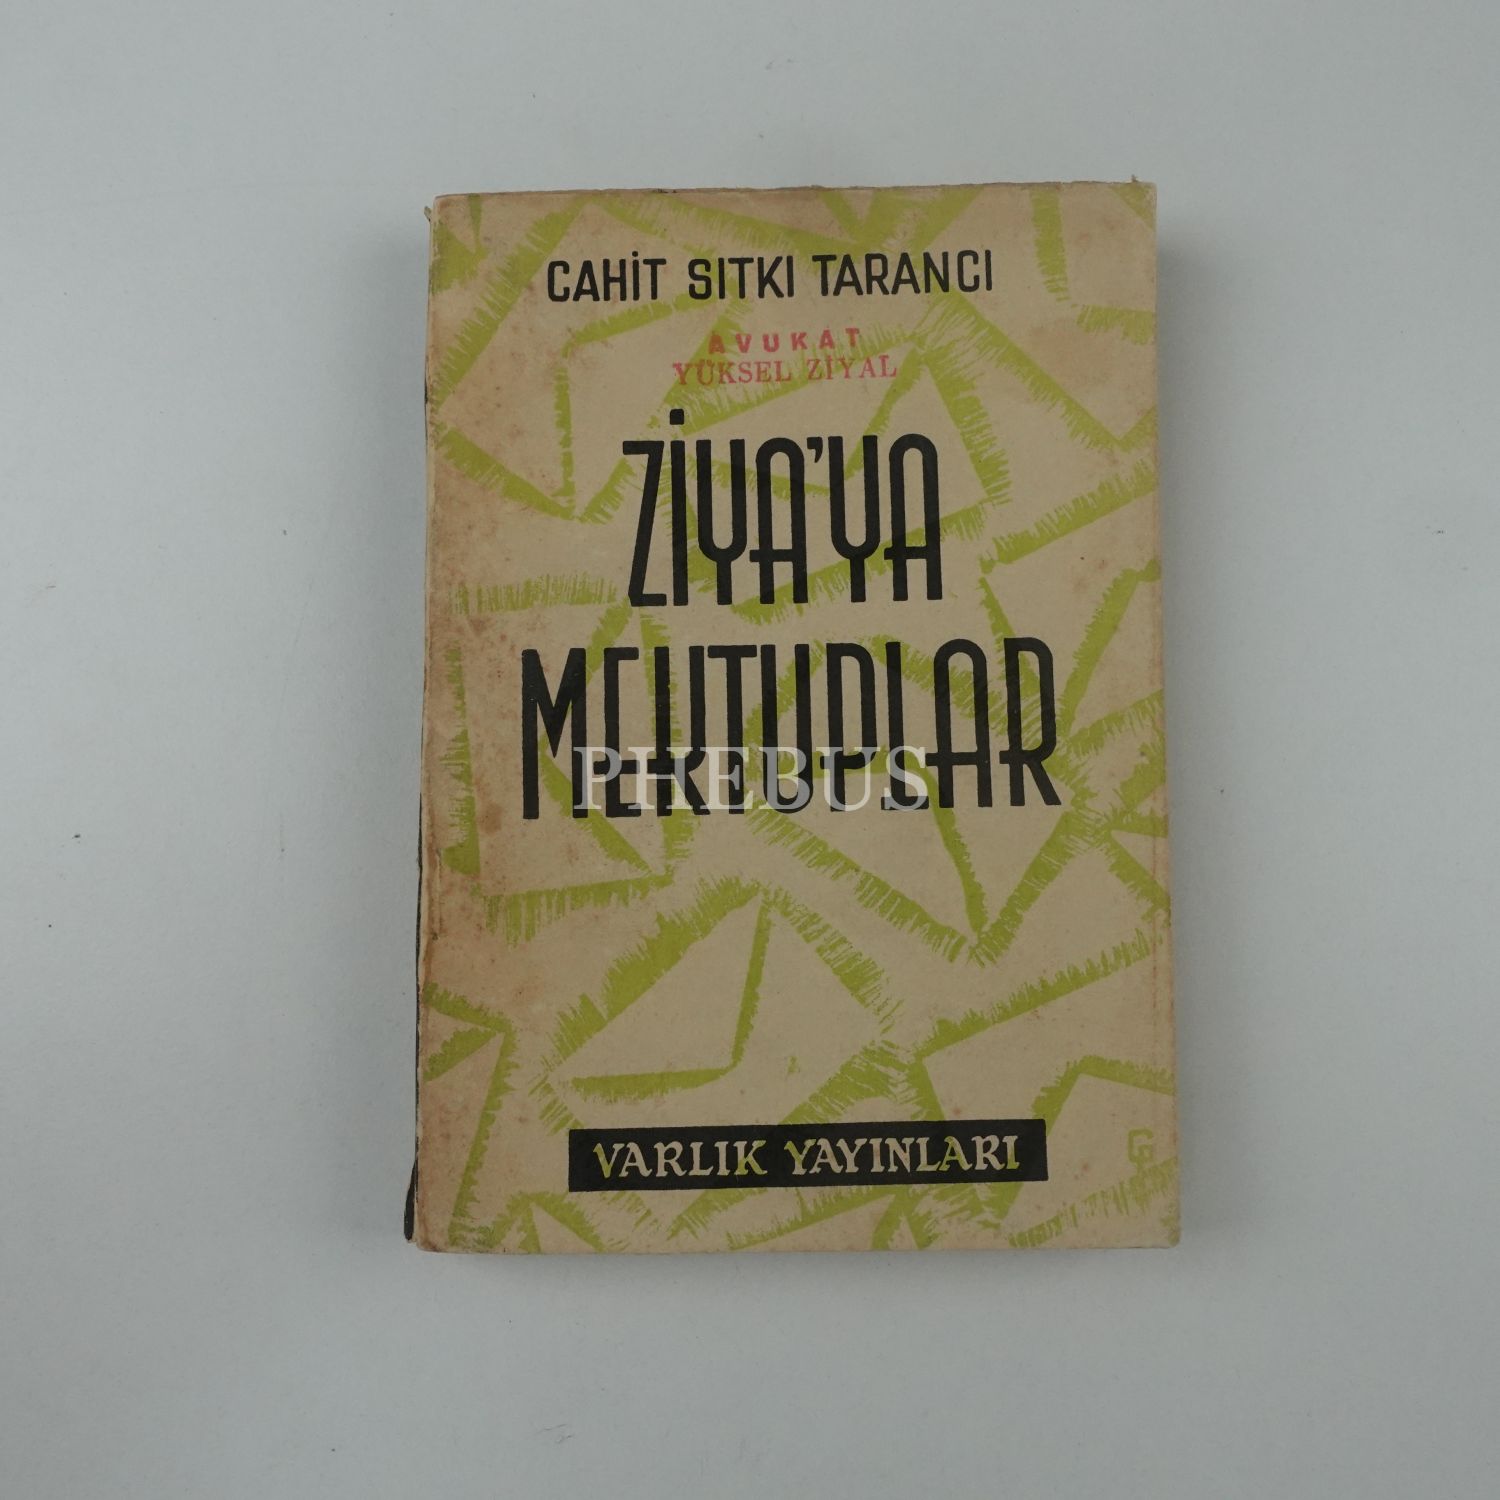 CAHİT SITKI TARANCI
AVUKAT
YÜKSEL ZİYAL
ZİYA'YA
MEKTUPLAR
PHEBUS
VARLIK YAYINLARI
G